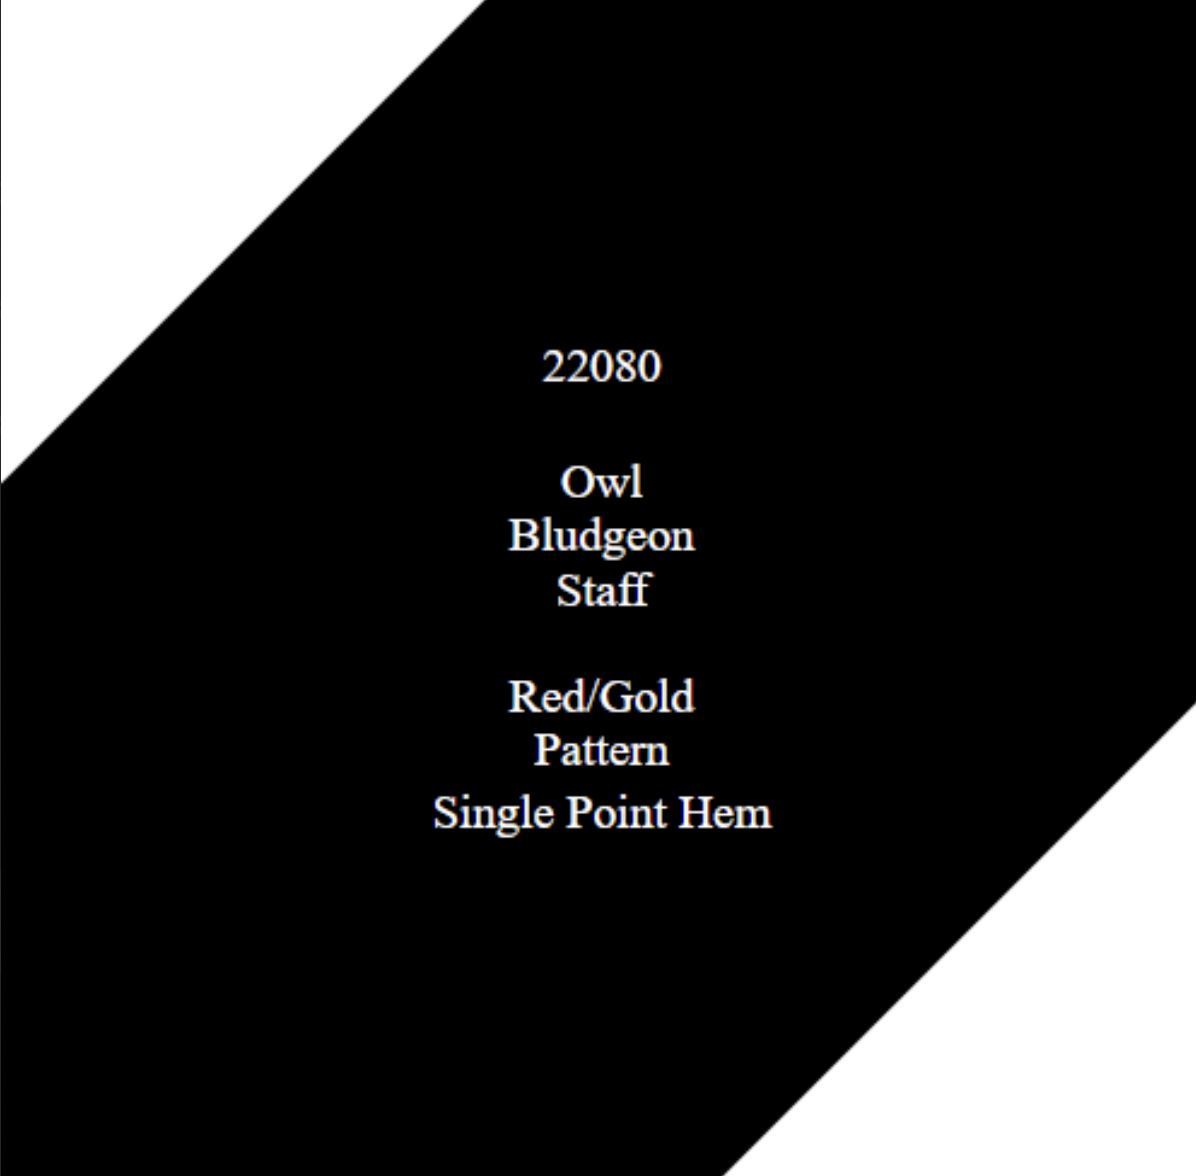 22080
Owl
Bludgeon
Staff
Red/Gold
Pattern
Single Point Hem